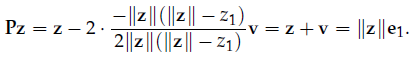 Pz = z − 2 · −‖z‖(‖z‖ − z₁) / 2‖z‖(‖z‖ − z₁) v = z + v = ‖z‖e₁.